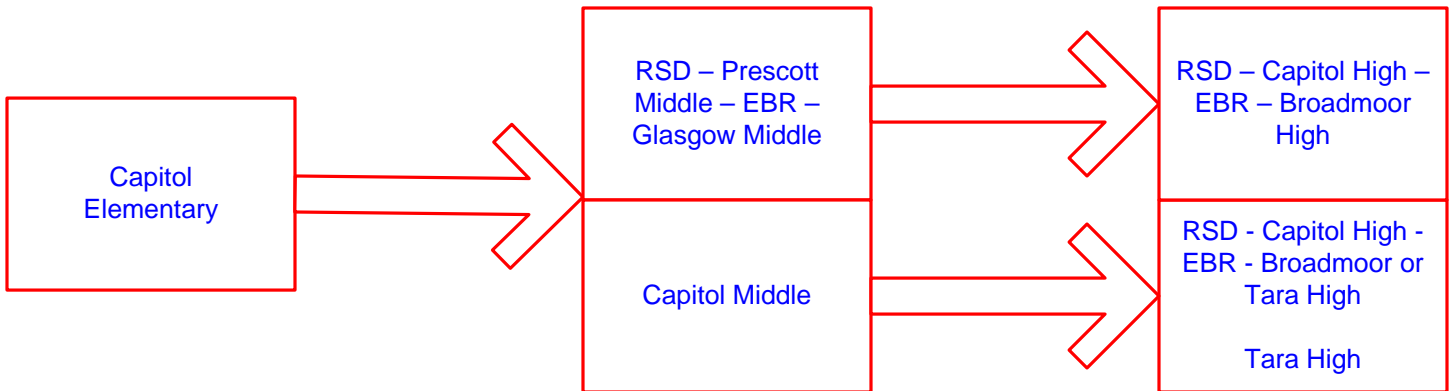 Capitol
Elementary
RSD – Prescott
Middle – EBR –
Glasgow Middle
Capitol Middle
RSD – Capitol High –
EBR – Broadmoor
High
RSD - Capitol High -
EBR - Broadmoor or
Tara High
Tara High